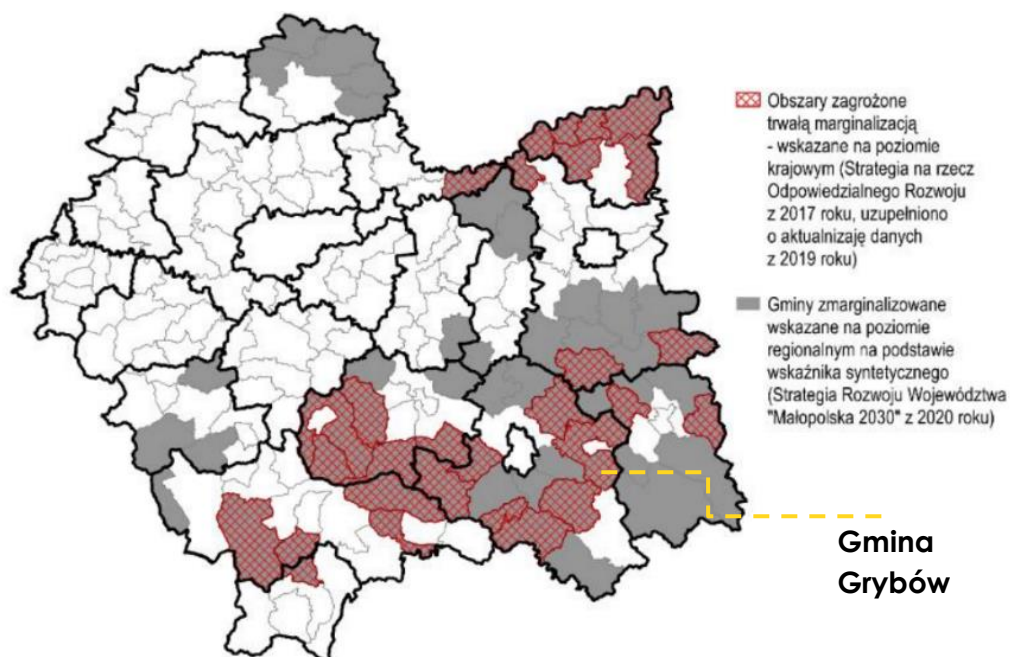 Obszary zagrożone
trwałą marginalizacją
- wskazane na poziomie
krajowym (Strategia na rzecz
Odpowiedzialnego Rozwoju
z 2017 roku, uzupełniono
o aktualnizaję danych
z 2019 roku)
Gminy zmarginalizowane
wskazane na poziomie
regionalnym na podstawie
wskaźnika syntetycznego
(Strategia Rozwoju Województwa
"Małopolska 2030" z 2020 roku)
Gmina
Grybów